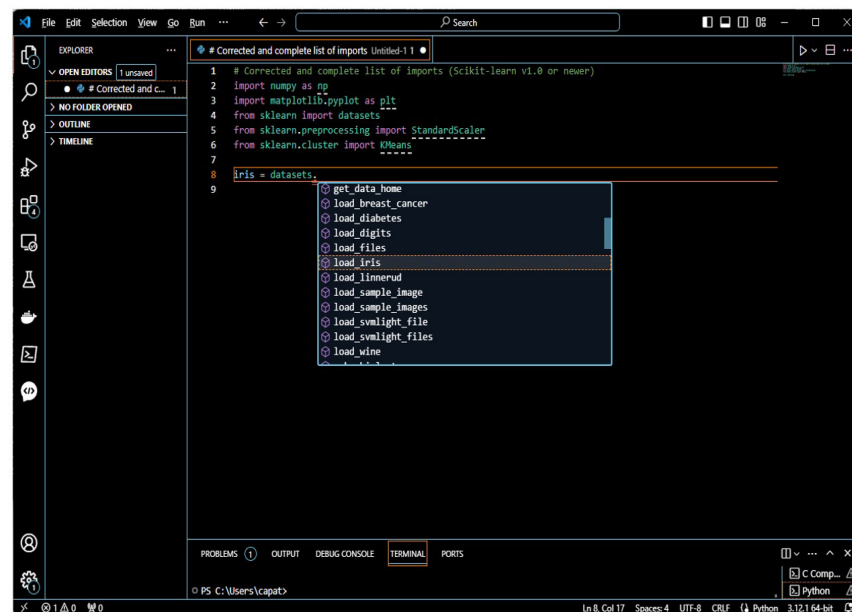 File Edit Selection View Go Run ··· ← → Search
EXPLORER ···
OPEN EDITORS 1 unsaved
# Corrected and c... 1
NO FOLDER OPENED
OUTLINE
TIMELINE
1
4
1
# Corrected and complete list of imports Untitled-1 1
1 # Corrected and complete list of imports (Scikit-learn v1.0 or newer)
2 import numpy as np
3 import matplotlib.pyplot as plt
4 from sklearn import datasets
5 from sklearn.preprocessing import StandardScaler
6 from sklearn.cluster import KMeans
7
8 iris = datasets.
9
get_data_home
load_breast_cancer
load_diabetes
load_digits
load_files
load_iris
load_linnerud
load_sample_image
load_sample_images
load_svmlight_file
load_svmlight_files
load_wine
PROBLEMS 1 OUTPUT DEBUG CONSOLE TERMINAL PORTS
PS C:\Users\capat>
C Comp...
Python
1 0 0 Ln 8, Col 17 Spaces: 4 UTF-8 CRLF Python 3.12.1 64-bit